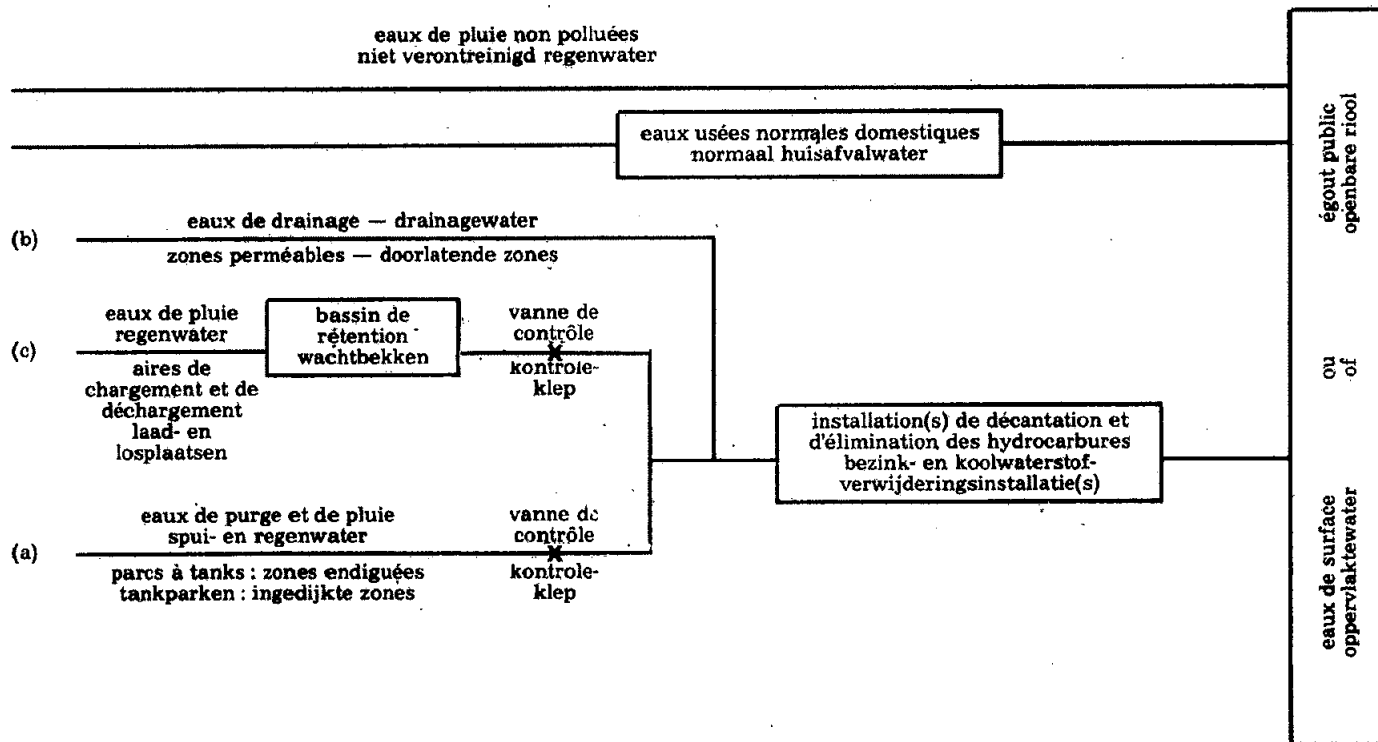 eaux de pluie non polluées
niet verontreinigd regenwater
eaux usées normales domestiques
normaal huisafvalwater
égout public
openbare riool
(b)
eaux de drainage — drainagewater
zones perméables — doorlatende zones
(c)
eaux de pluie
regenwater
aires de
chargement et de
déchargement
laad- en
losplaatsen
bassin de
rétention
wachtbekken
vanne de
contrôle
kontrole-
klep
ou
of
installation(s) de décantation et
d'élimination des hydrocarbures
bezink- en koolwaterstof-
verwijderingsinstallatie(s)
(a)
eaux de purge et de pluie
spui- en regenwater
parcs à tanks : zones endiguées
tankparken : ingedijkte zones
vanne de
contrôle
kontrole-
klep
eaux de surface
oppervlaktewater